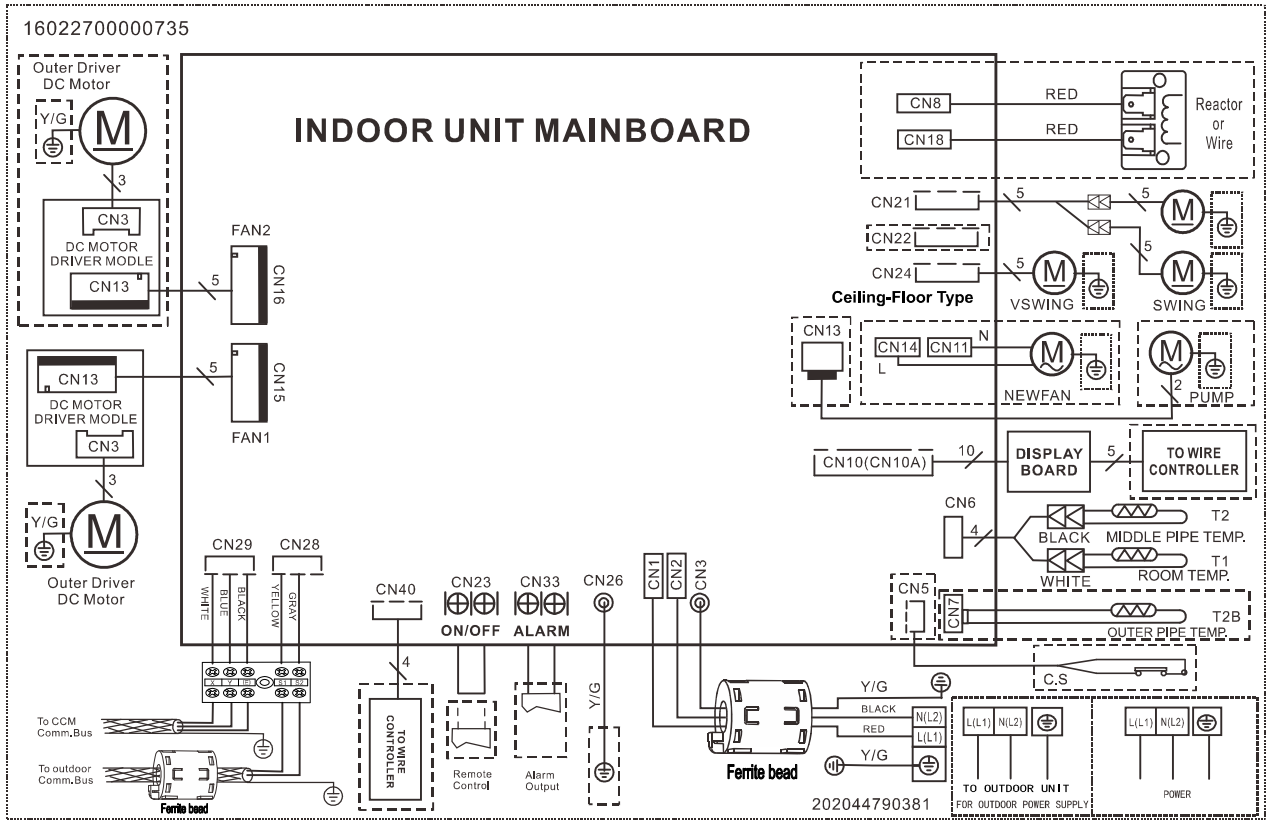 16022700000735
Outer Driver
DC Motor
Y/G
M
3
CN3
DC MOTOR
DRIVER MODLE
CN13
5
FAN2
CN16
CN13
5
CN15
FAN1
DC MOTOR
DRIVER MODLE
CN3
3
Y/G
M
Outer Driver
DC Motor
INDOOR UNIT MAINBOARD
CN8
RED
CN18
RED
Reactor
or
Wire
CN21
5
5
M
CN22
5
CN24
5
M
M
Ceiling-Floor Type
VSWING
SWING
CN13
CN14
CN11
N
L
M
NEWFAN
M
2
PUMP
CN10(CN10A)
10
DISPLAY
BOARD
5
TO WIRE
CONTROLLER
CN6
4
BLACK
T2
MIDDLE PIPE TEMP.
WHITE
T1
ROOM TEMP.
CN5
CN7
T2B
OUTER PIPE TEMP.
C.S
CN29
CN28
WHITE
BLUE
BLACK
YELLOW
GRAY
X
Y
(E)
S1
S2
To CCM
Comm.Bus
To outdoor
Comm.Bus
Ferrite bead
CN40
4
TO WIRE
CONTROLLER
CN23
ON/OFF
Remote
Control
CN33
ALARM
Alarm
Output
CN26
Y/G
CN1
CN2
CN3
Ferrite bead
Y/G
BLACK
N(L2)
RED
L(L1)
Y/G
202044790381
L(L1)
N(L2)
TO OUTDOOR UNIT
FOR OUTDOOR POWER SUPPLY
L(L1)
N(L2)
POWER